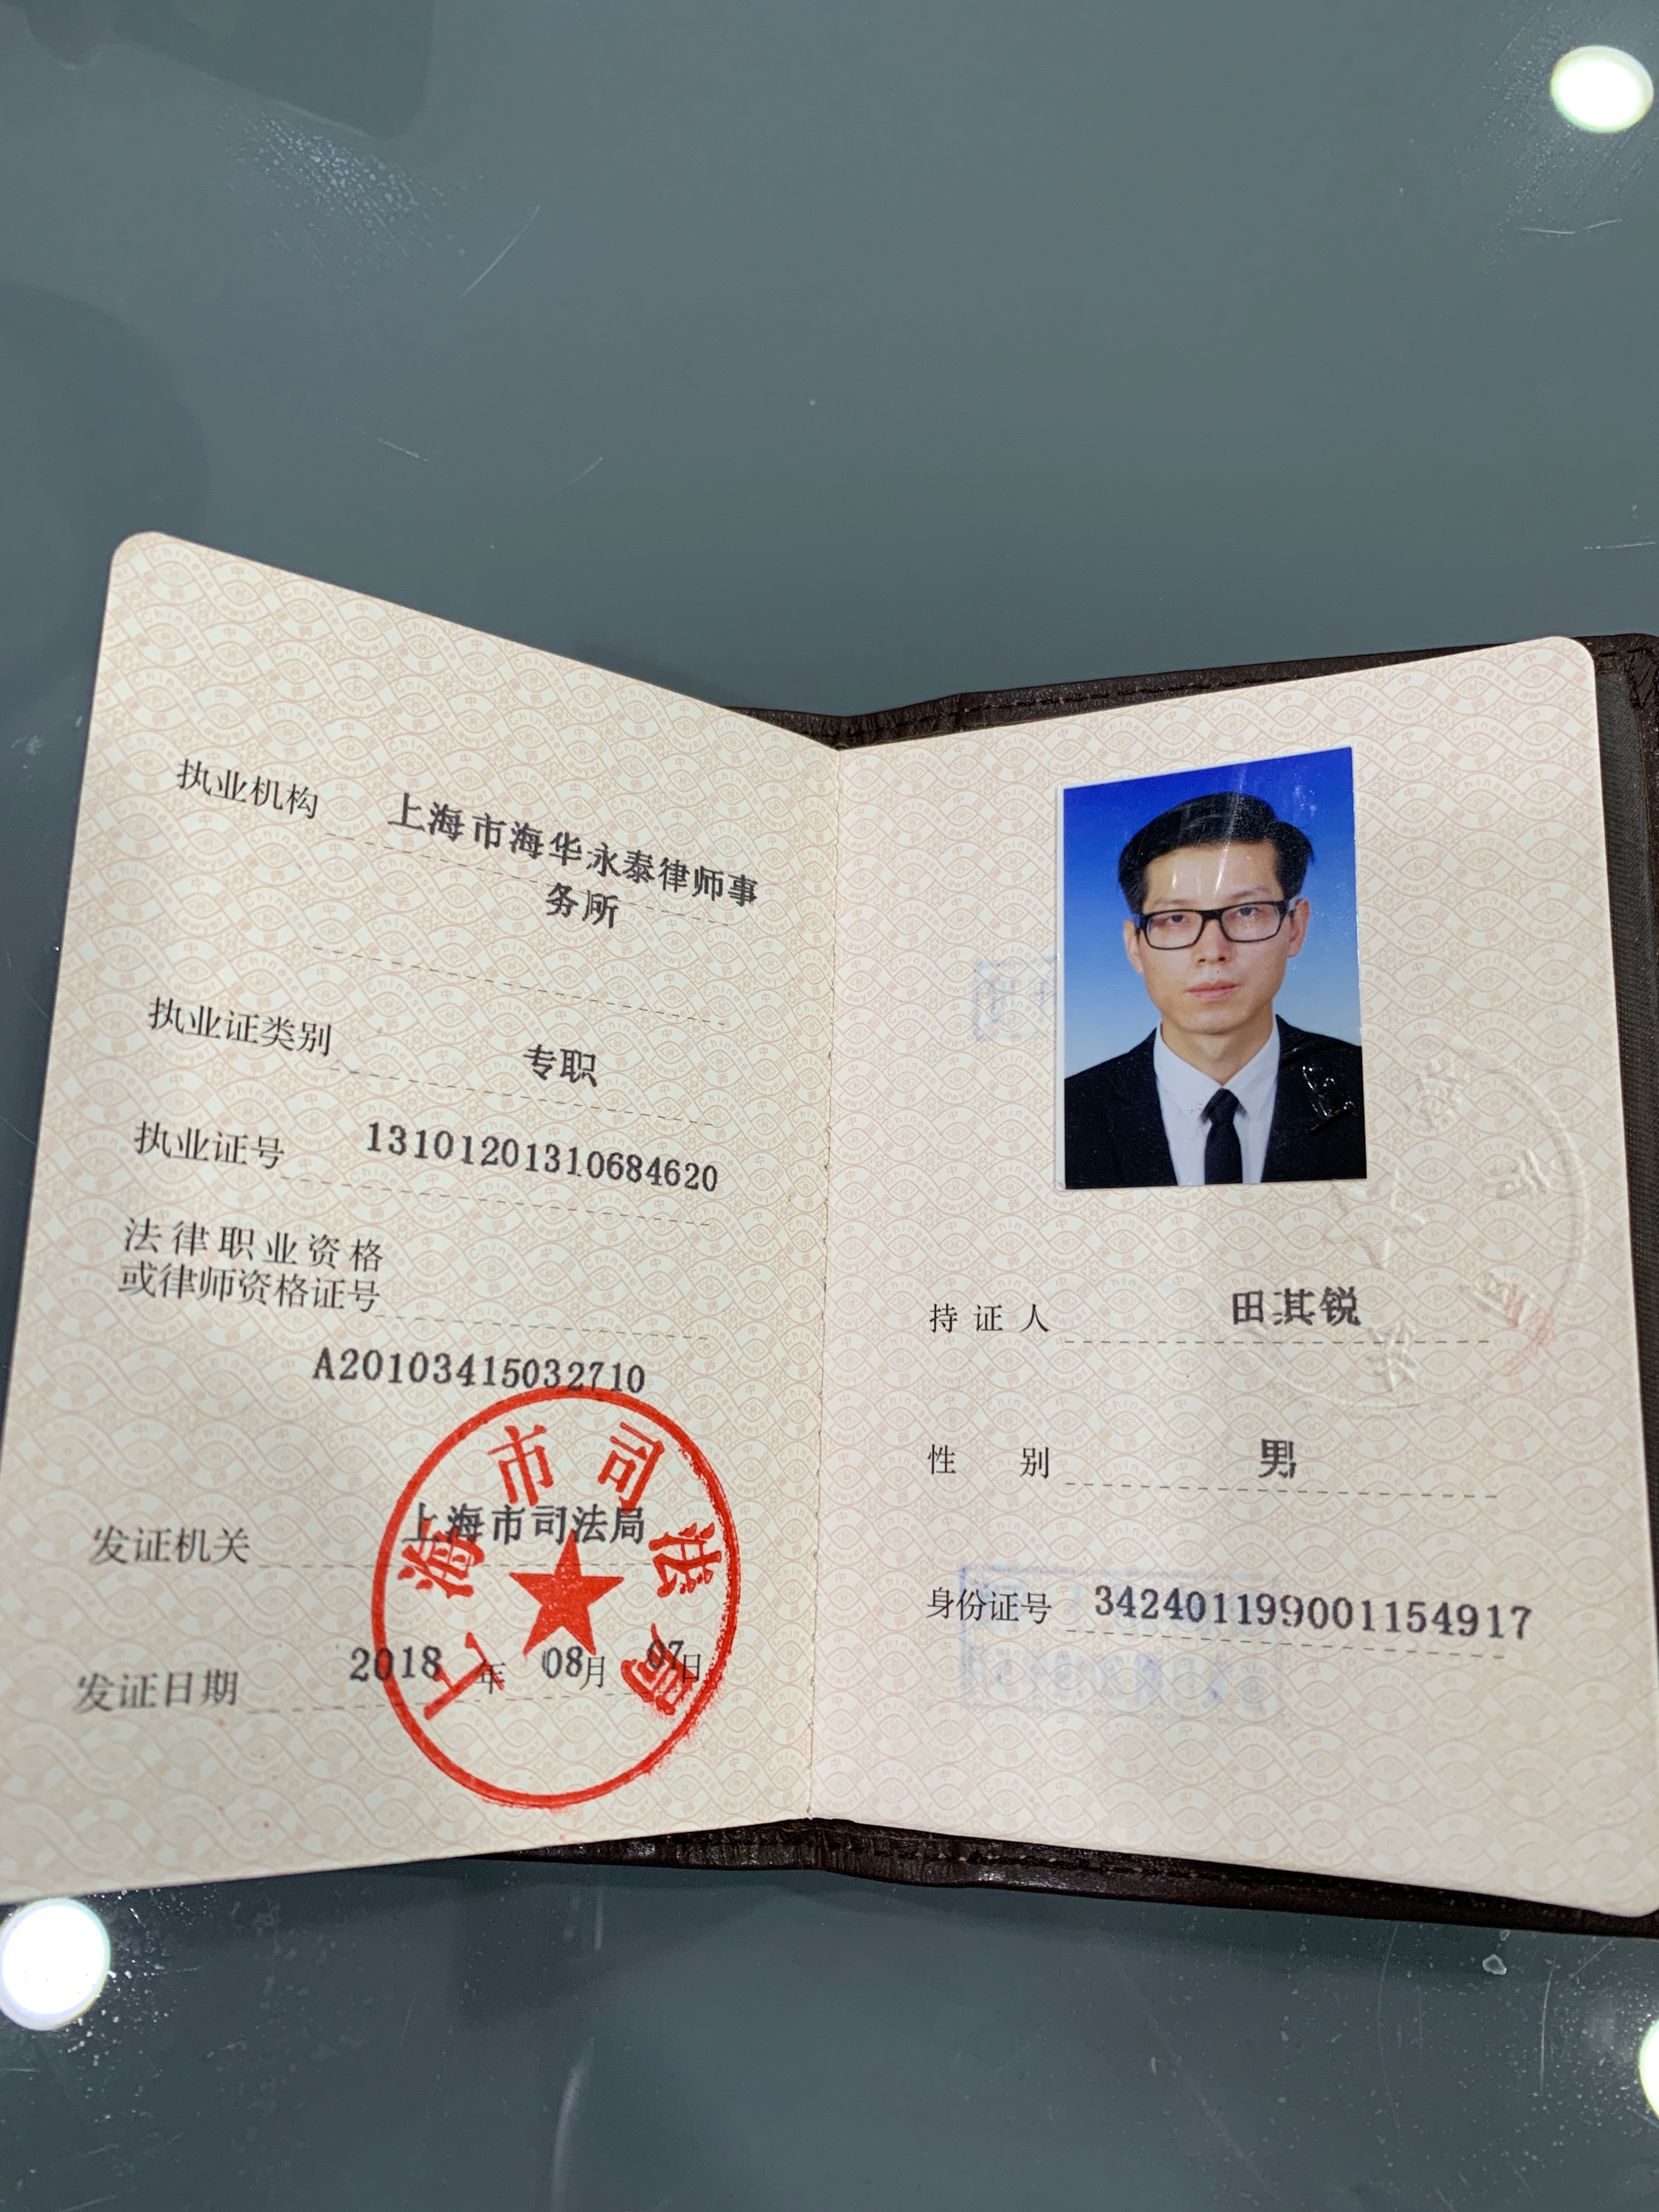 执业机构 上海市海华永泰律师事
务所
执业证类别 专职
执业证号 13101201310684620
法律职业资格
或律师资格证号
A20103415032710
发证机关 上海市司法局
发证日期 2018 年 08月 07日
上海市司法局
持证人 田其锐
性别 男
身份证号 342401199001154917